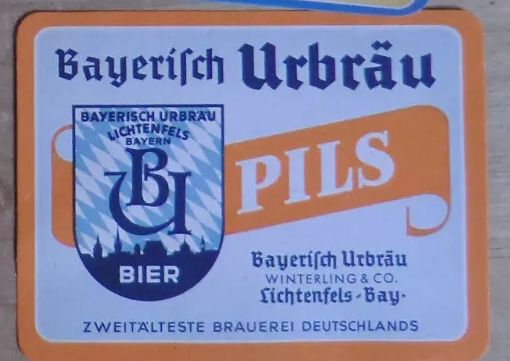 Bayeriſch Urbräu
BAYERISCH URBRÄU
LICHTENFELS
BAYERN
BU
BIER
PILS
Bayeriſch Urbräu
WINTERLING & CO.
Lichtenfels-Bay.
ZWEITÄLTESTE BRAUEREI DEUTSCHLANDS